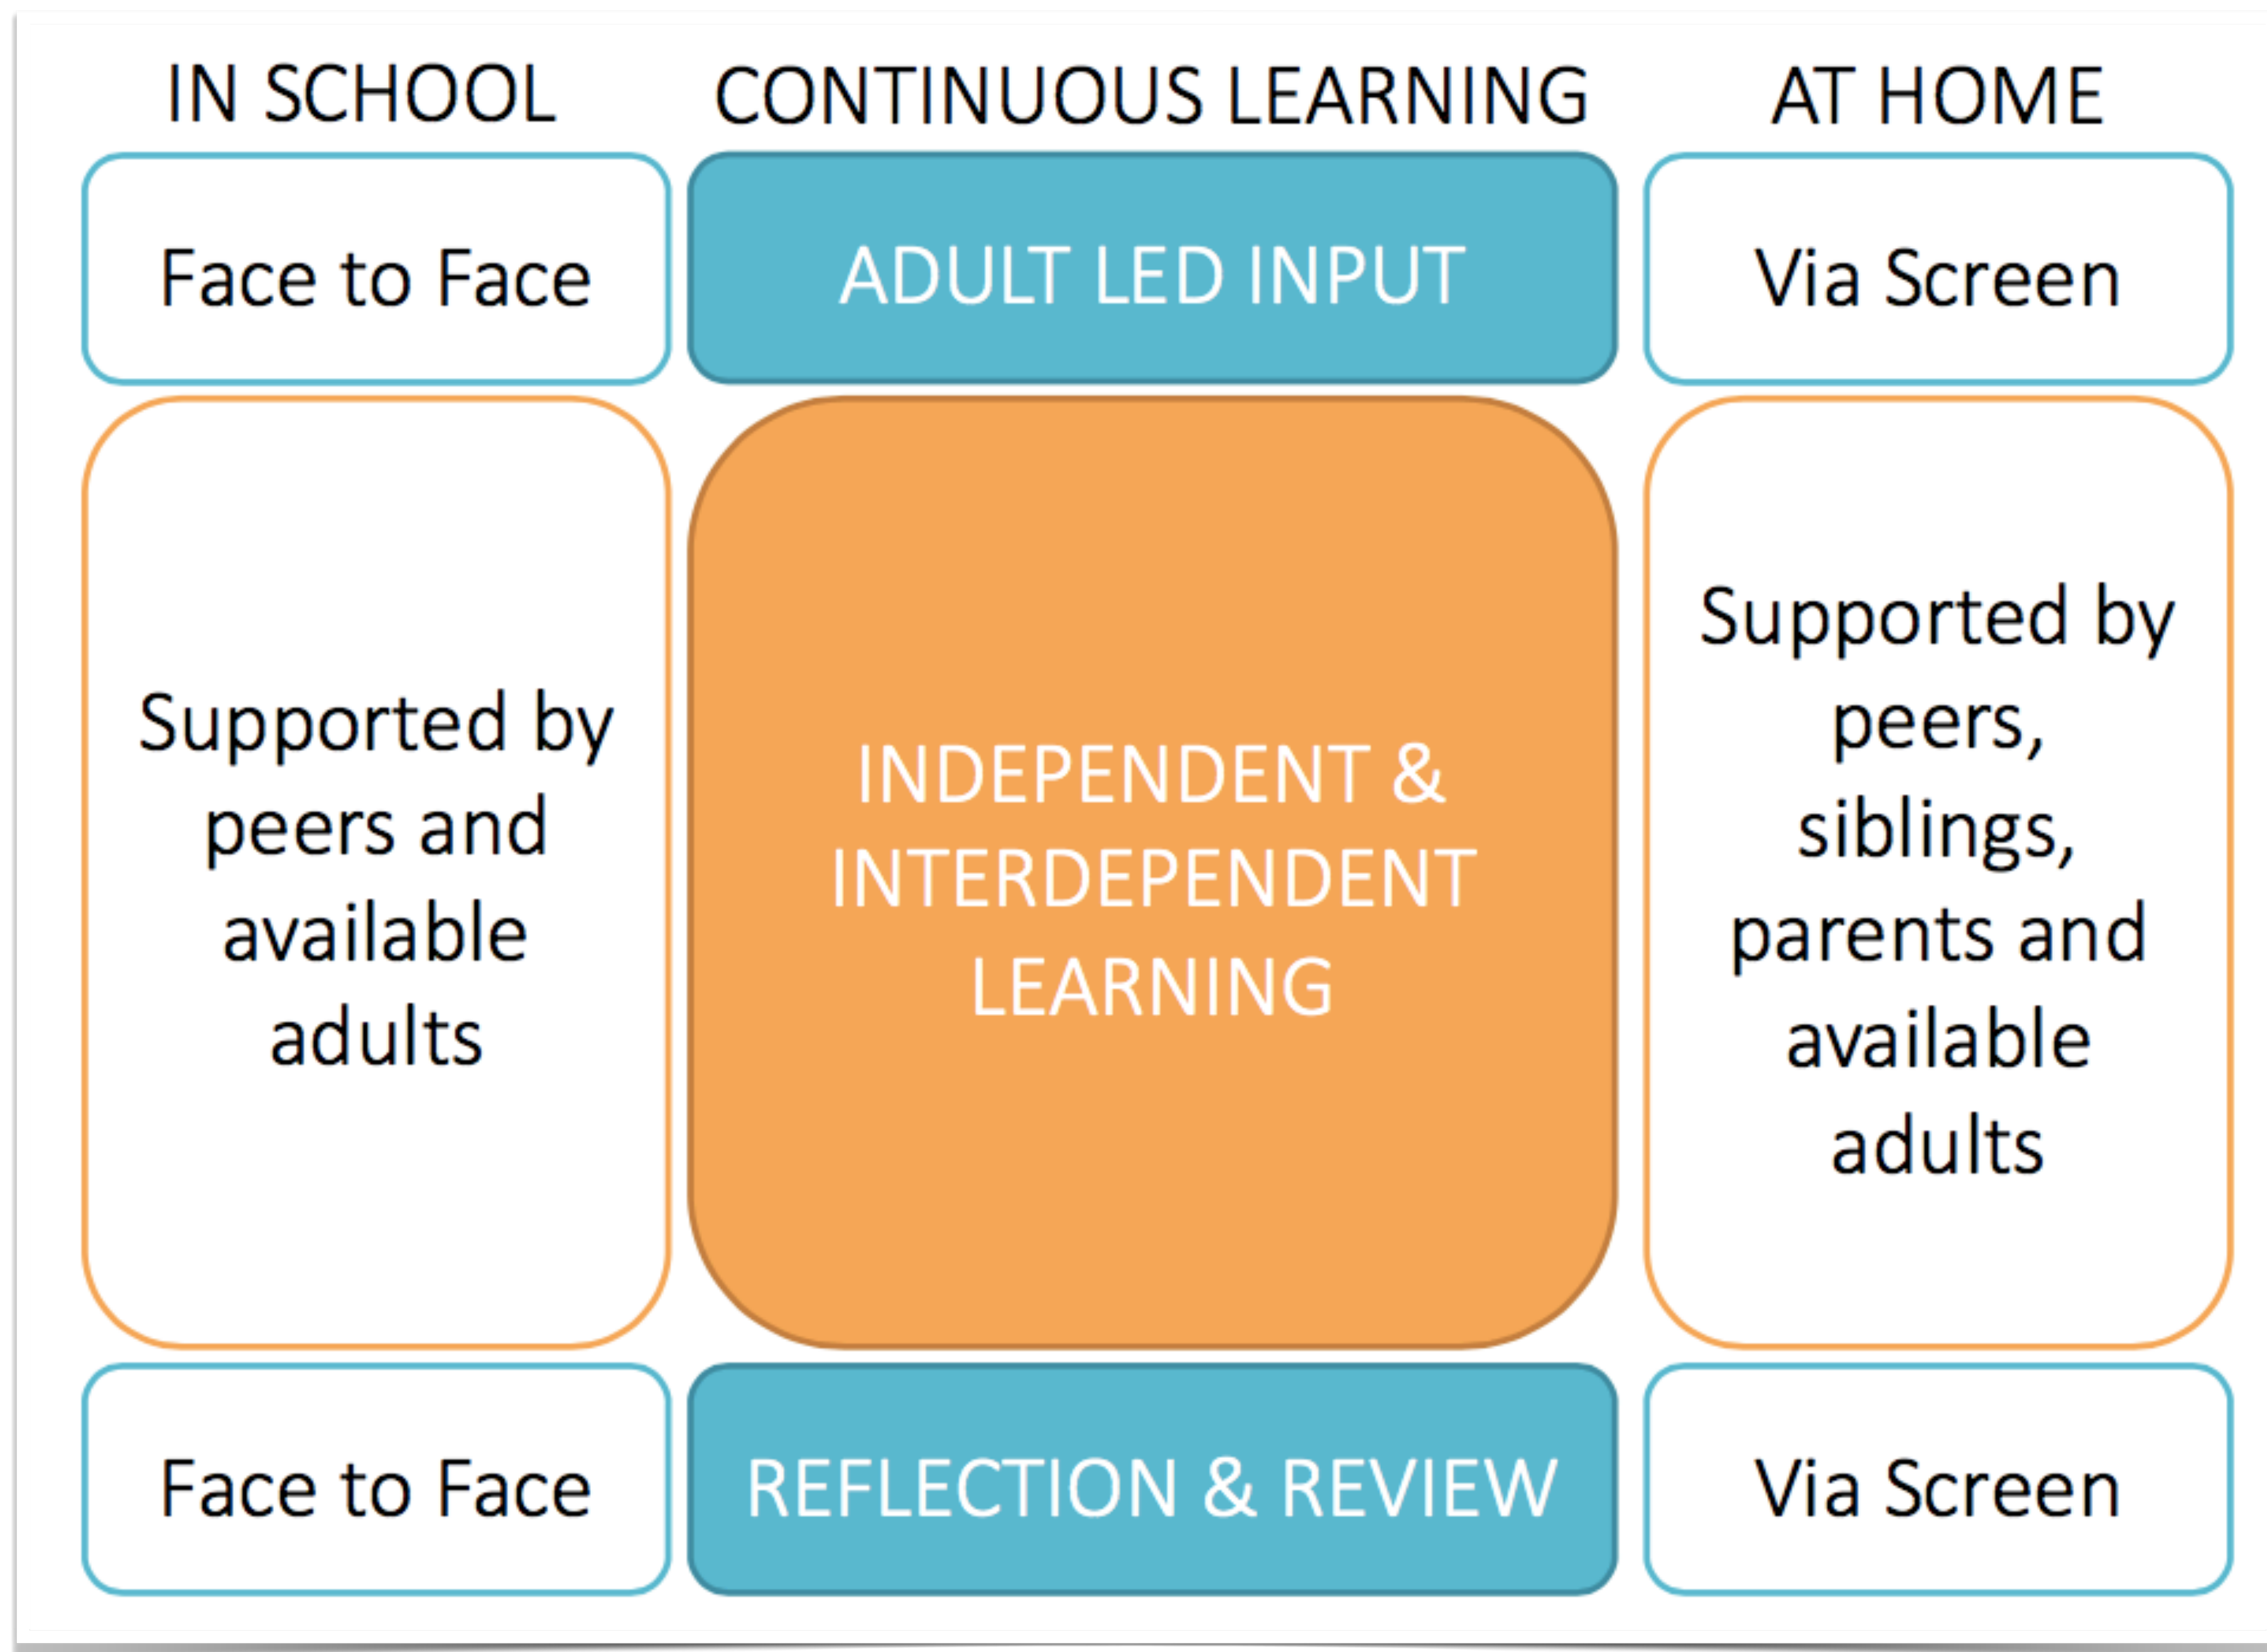 IN SCHOOL
CONTINUOUS LEARNING
AT HOME
Face to Face
ADULT LED INPUT
Via Screen
Supported by
peers and
available
adults
INDEPENDENT &
INTERDEPENDENT
LEARNING
Supported by
peers,
siblings,
parents and
available
adults
Face to Face
REFLECTION & REVIEW
Via Screen